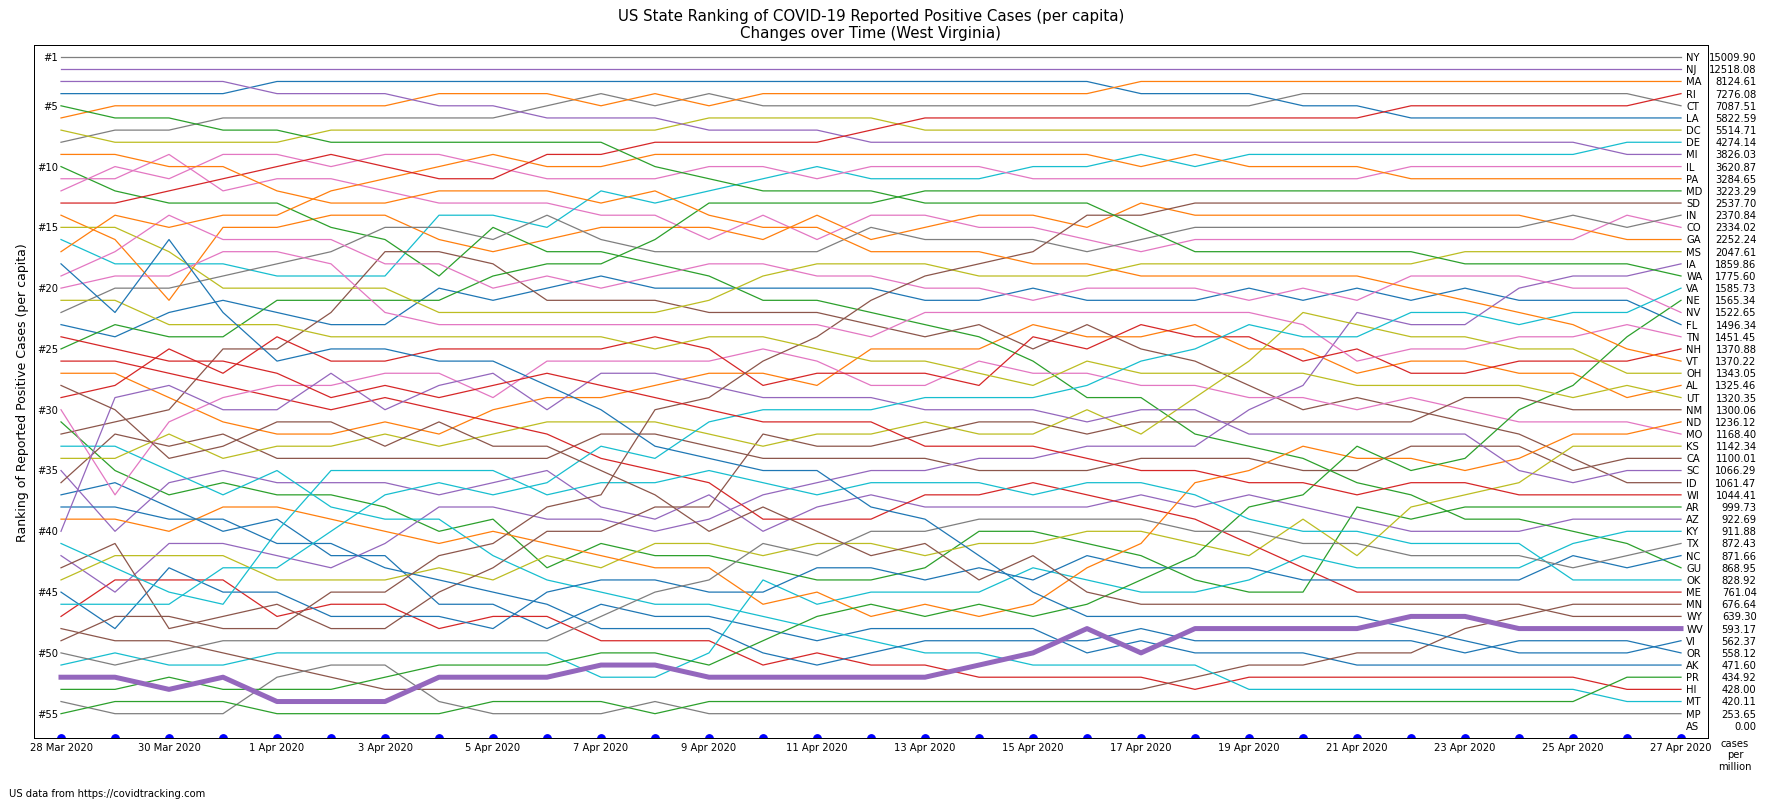 US State Ranking of COVID-19 Reported Positive Cases (per capita)
Changes over Time (West Virginia)
Ranking of Reported Positive Cases (per capita)
#1
#5
#10
#15
#20
#25
#30
#35
#40
#45
#50
#55
NY 15009.90
NJ 12518.08
MA 8124.61
RI 7276.08
CT 7087.51
LA 5822.59
DC 5514.71
DE 4274.14
MI 3826.03
IL 3620.87
PA 3284.65
MD 3223.29
SD 2537.70
IN 2370.84
CO 2334.02
GA 2252.24
MS 2047.61
IA 1859.86
WA 1775.60
VA 1585.73
NE 1565.34
NV 1522.65
FL 1496.34
TN 1451.45
NH 1370.88
VT 1370.22
OH 1343.05
AL 1325.46
UT 1320.35
NM 1300.06
ND 1236.12
MO 1168.40
KS 1142.34
CA 1100.01
SC 1066.29
ID 1061.47
WI 1044.41
AR 999.73
AZ 922.69
KY 911.88
TX 872.43
NC 871.66
GU 868.95
OK 828.92
ME 761.04
MN 676.64
WY 639.30
WV 593.17
VI 562.37
OR 558.12
AK 471.60
PR 434.92
HI 428.00
MT 420.11
MP 253.65
AS 0.00
28 Mar 2020 30 Mar 2020 1 Apr 2020 3 Apr 2020 5 Apr 2020 7 Apr 2020 9 Apr 2020 11 Apr 2020 13 Apr 2020 15 Apr 2020 17 Apr 2020 19 Apr 2020 21 Apr 2020 23 Apr 2020 25 Apr 2020 27 Apr 2020
cases
per
million
US data from https://covidtracking.com